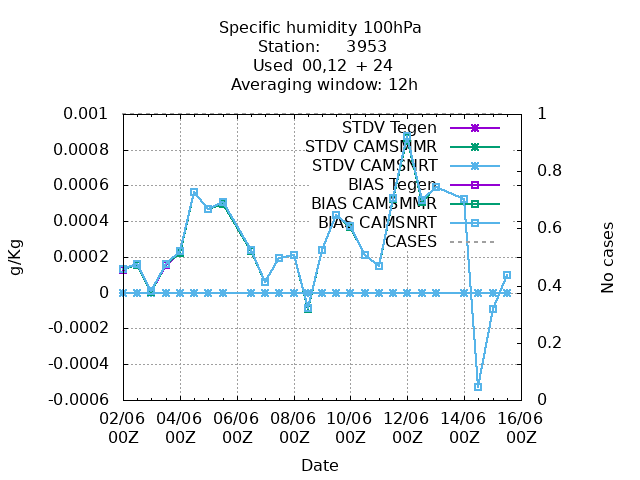 Specific humidity 100hPa
Station: 3953
Used 00,12 + 24
Averaging window: 12h
0.001
0.0008
0.0006
0.0004
0.0002
0
-0.0002
-0.0004
-0.0006
g/Kg
STDV Tegen
STDV CAMSMMR
STDV CAMSNRT
BIAS Tegen
BIAS CAMSMMR
BIAS CAMSNRT
CASES
1
0.8
0.6
0.4
0.2
0
No cases
02/06 04/06 06/06 08/06 10/06 12/06 14/06 16/06
00Z 00Z 00Z 00Z 00Z 00Z 00Z 00Z
Date